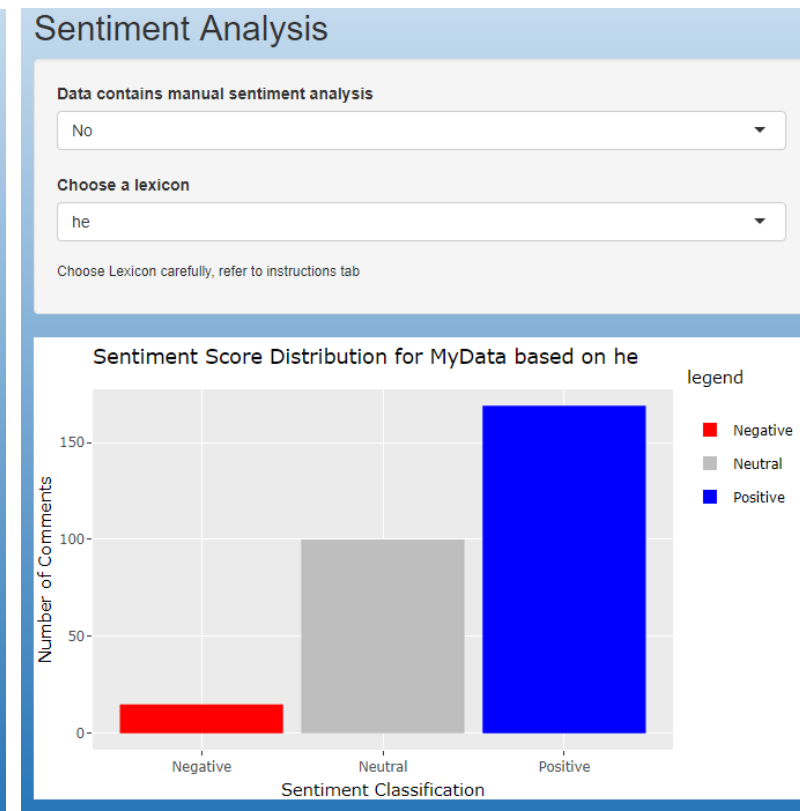 Sentiment Analysis
Data contains manual sentiment analysis
No
Choose a lexicon
he
Choose Lexicon carefully, refer to instructions tab
Sentiment Score Distribution for MyData based on he
legend
Negative
Neutral
Positive
150
100
50
0
Number of Comments
Negative Neutral Positive
Sentiment Classification